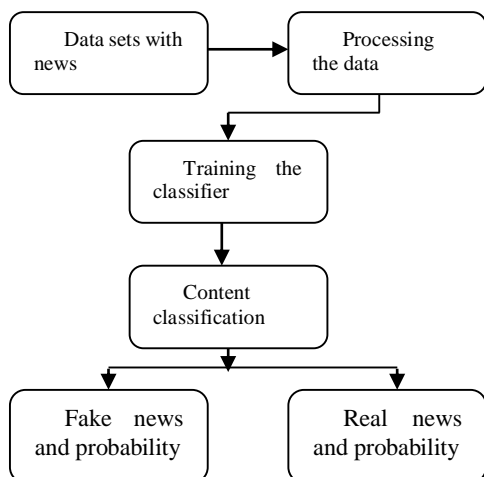 Data sets with
news
Processing
the data
Training the
classifier
Content
classification
Fake news
and probability
Real news
and probability